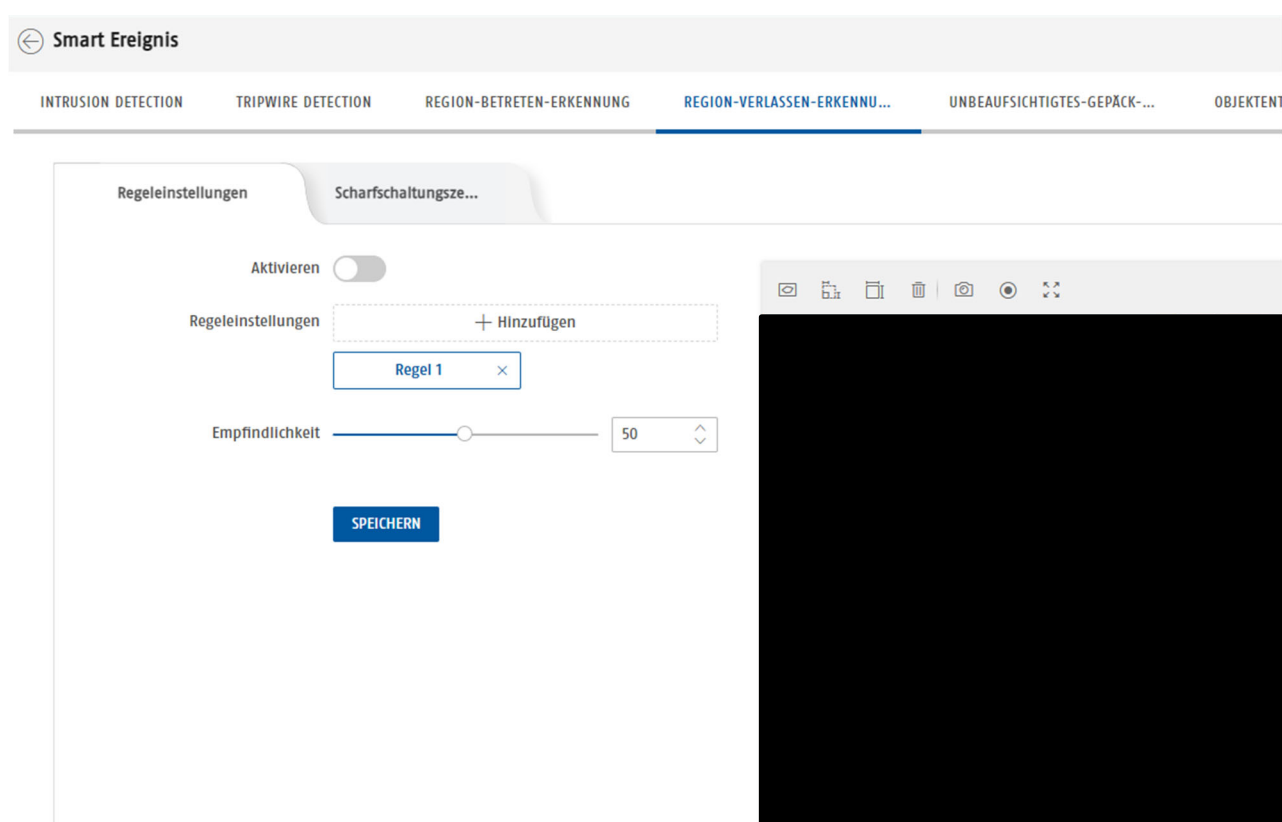 Smart Ereignis
INTRUSION DETECTION TRIPWIRE DETECTION REGION-BETRETEN-ERKENNUNG REGION-VERLASSEN-ERKENNU... UNBEAUFSICHTIGTES-GEPÄCK-... OBJEKTENT
Regeleinstellungen Scharfschaltungsze...
Aktivieren
Regeleinstellungen + Hinzufügen
Regel 1 ×
Empfindlichkeit 50
SPEICHERN